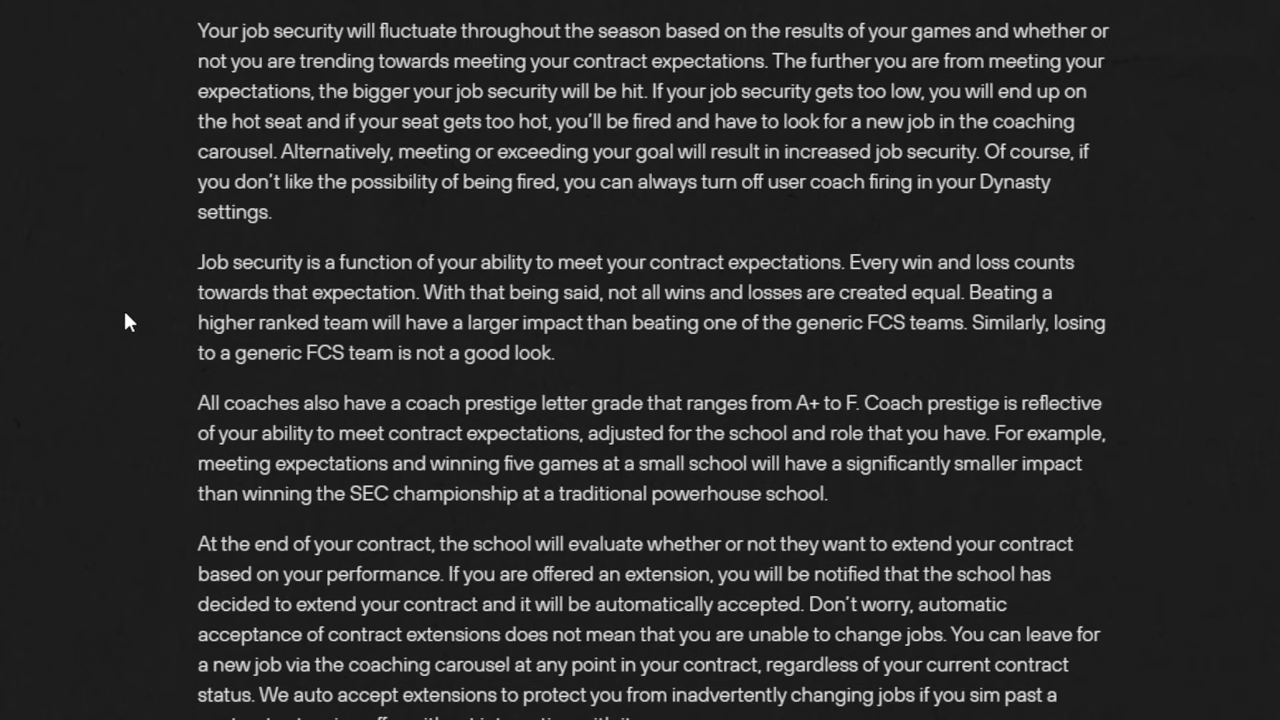 Your job security will fluctuate throughout the season based on the results of your games and whether or
not you are trending towards meeting your contract expectations. The further you are from meeting your
expectations, the bigger your job security will be hit. If your job security gets too low, you will end up on
the hot seat and if your seat gets too hot, you'll be fired and have to look for a new job in the coaching
carousel. Alternatively, meeting or exceeding your goal will result in increased job security. Of course, if
you don't like the possibility of being fired, you can always turn off user coach firing in your Dynasty
settings.
Job security is a function of your ability to meet your contract expectations. Every win and loss counts
towards that expectation. With that being said, not all wins and losses are created equal. Beating a
higher ranked team will have a larger impact than beating one of the generic FCS teams. Similarly, losing
to a generic FCS team is not a good look.
All coaches also have a coach prestige letter grade that ranges from A+ to F. Coach prestige is reflective
of your ability to meet contract expectations, adjusted for the school and role that you have. For example,
meeting expectations and winning five games at a small school will have a significantly smaller impact
than winning the SEC championship at a traditional powerhouse school.
At the end of your contract, the school will evaluate whether or not they want to extend your contract
based on your performance. If you are offered an extension, you will be notified that the school has
decided to extend your contract and it will be automatically accepted. Don't worry, automatic
acceptance of contract extensions does not mean that you are unable to change jobs. You can leave for
a new job via the coaching carousel at any point in your contract, regardless of your current contract
status. We auto accept extensions to protect you from inadvertently changing jobs if you sim past a